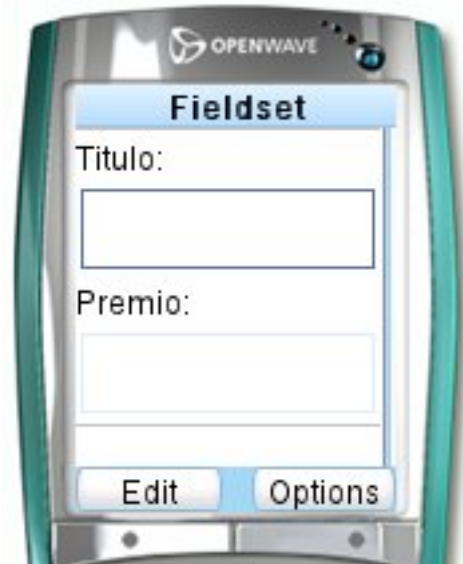 OPENWAVE
Fieldset
Titulo:
Premio:
Edit
Options